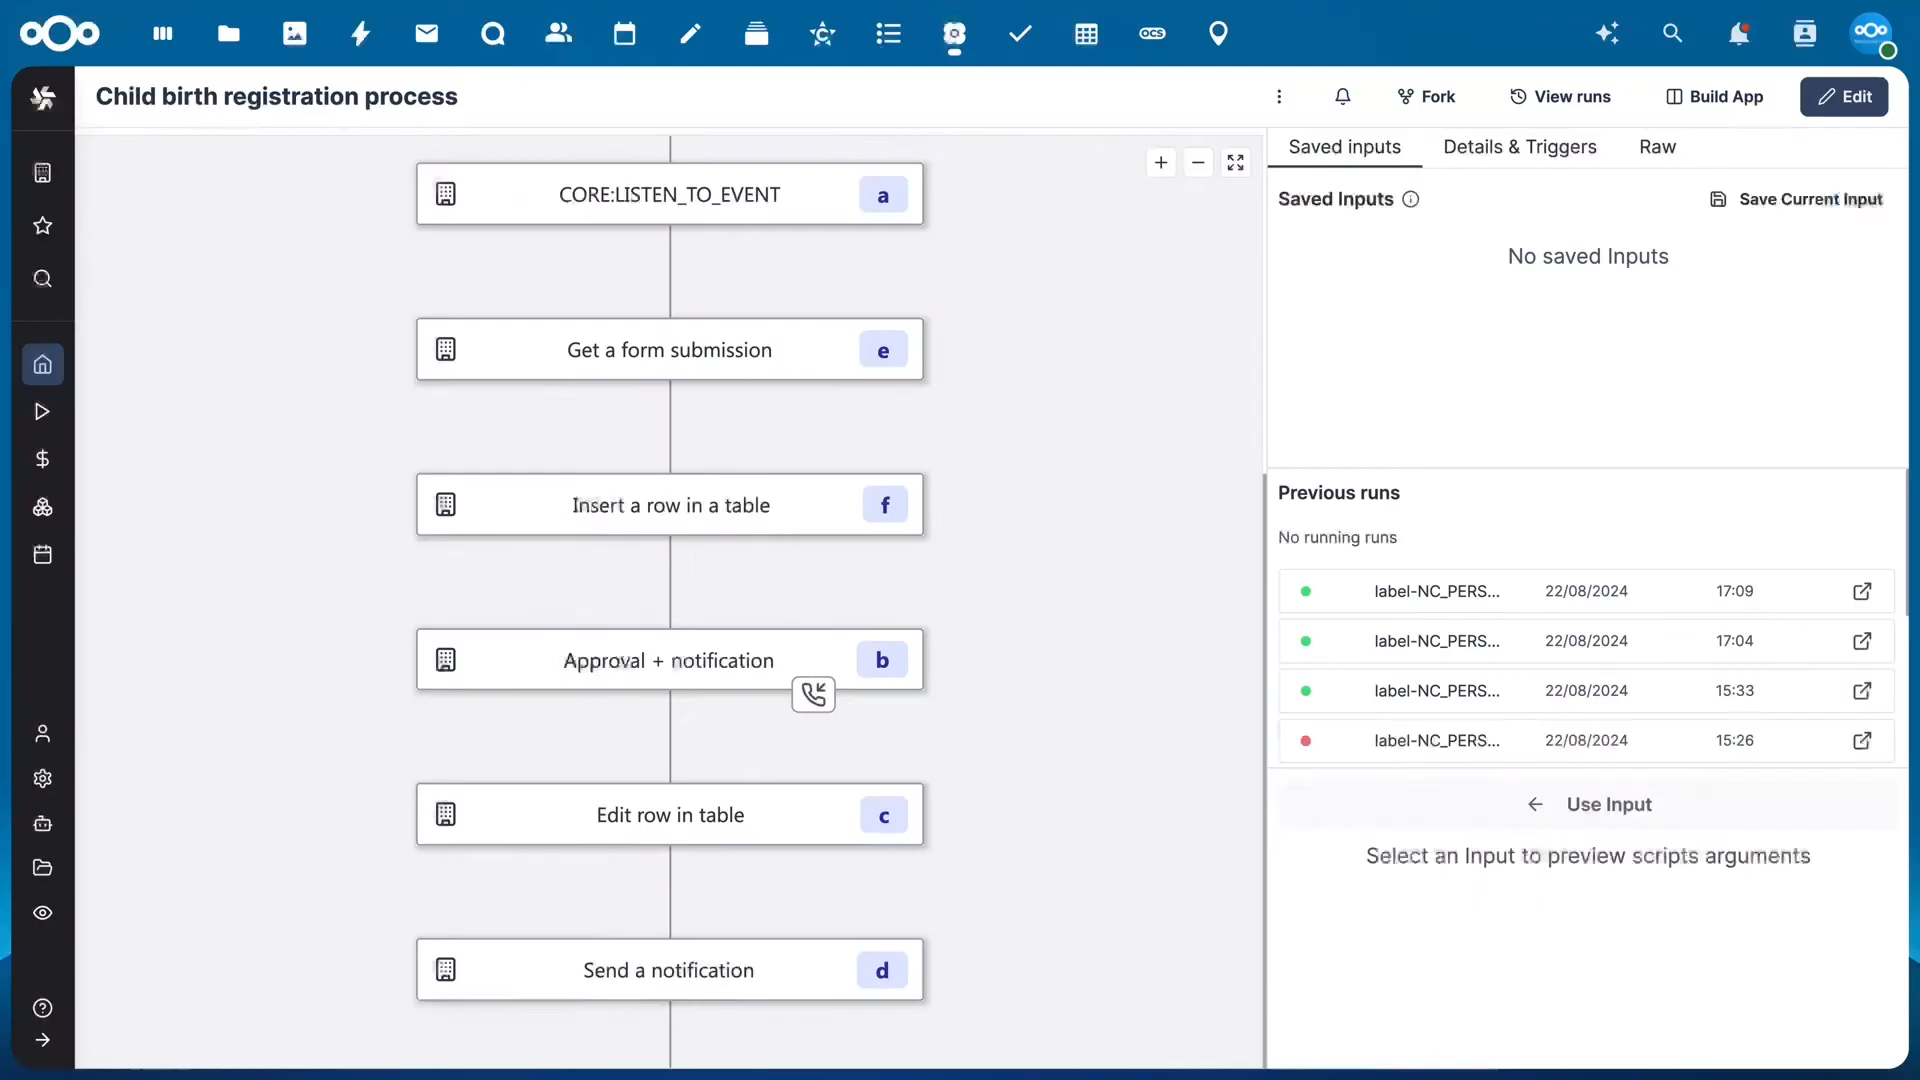 OCS
Child birth registration process
Fork
View runs
Build App
Edit
CORE:LISTEN_TO_EVENT
a
Get a form submission
e
Insert a row in a table
f
Approval + notification
b
Edit row in table
c
Send a notification
d
Saved inputs
Details & Triggers
Raw
Saved Inputs
Save Current Input
No saved Inputs
Previous runs
No running runs
label-NC_PERS... 22/08/2024 17:09
label-NC_PERS... 22/08/2024 17:04
label-NC_PERS... 22/08/2024 15:33
label-NC_PERS... 22/08/2024 15:26
Use Input
Select an Input to preview scripts arguments